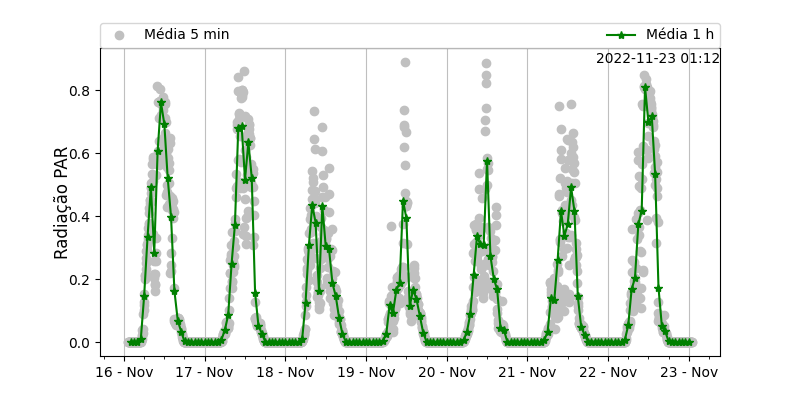 Média 5 min
Média 1 h
2022-11-23 01:12
Radiação PAR
0.8
0.6
0.4
0.2
0.0
16 - Nov
17 - Nov
18 - Nov
19 - Nov
20 - Nov
21 - Nov
22 - Nov
23 - Nov